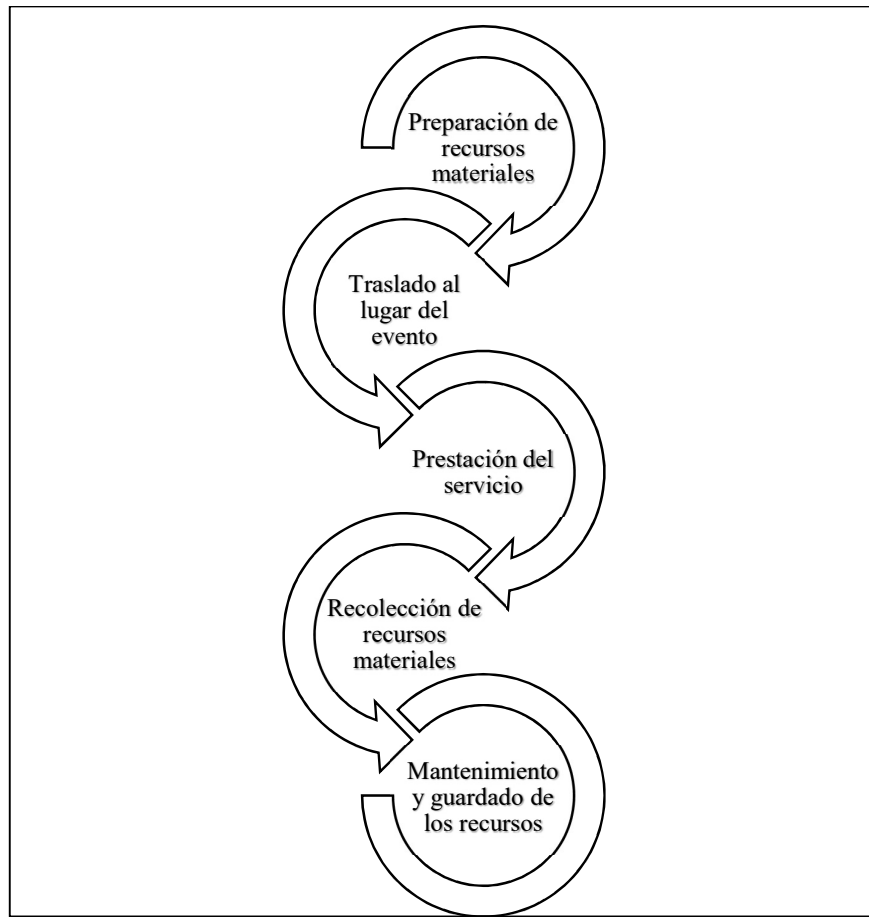 Preparación de
recursos
materiales
Traslado al
lugar del
evento
Prestación del
servicio
Recolección de
recursos
materiales
Mantenimiento
y guardado de
los recursos